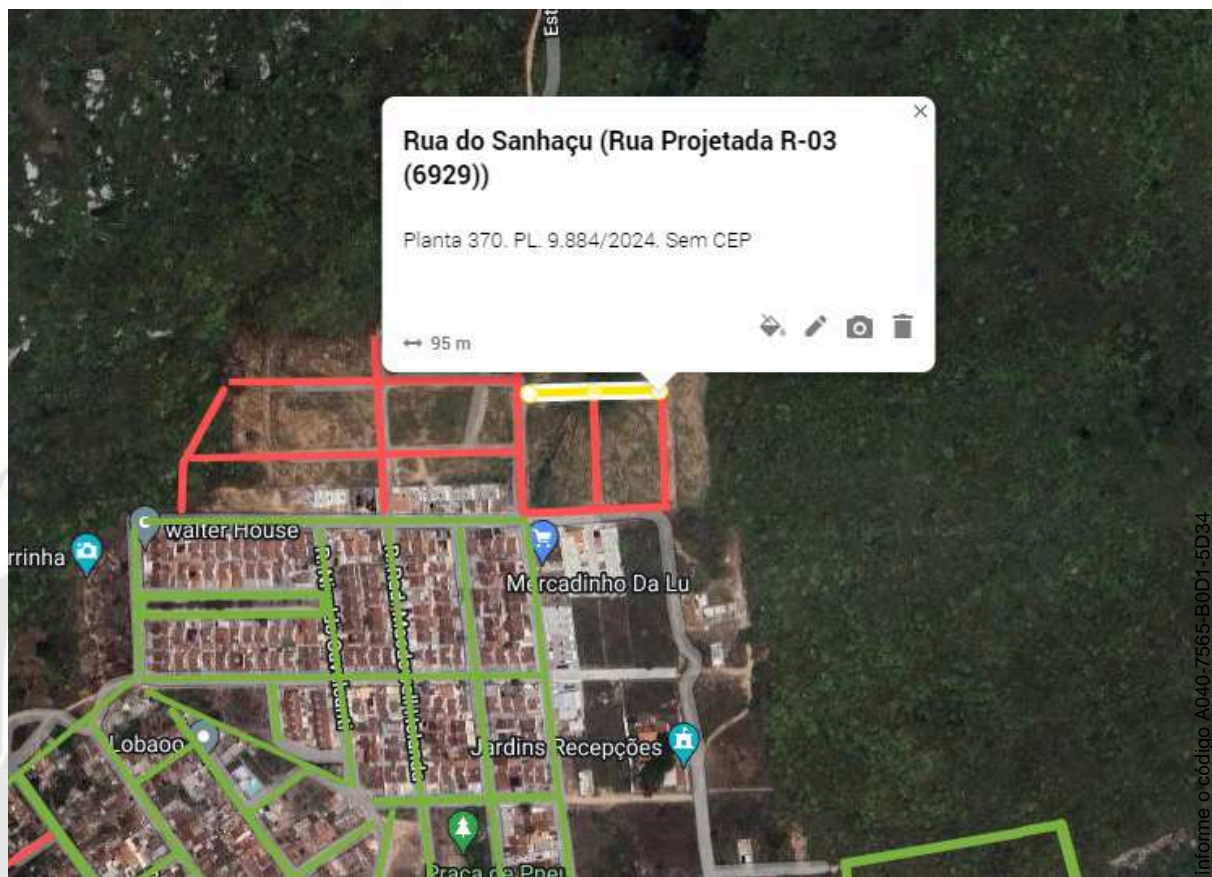 Est
Rua do Sanhaçu (Rua Projetada R-03
(6929))
Planta 370. PL. 9.884/2024. Sem CEP
95 m
walter House
rrinha
Mercadinho Da Lu
Lobaoo
Jardins Recepções
Praça de Pneu
informe o código A040-7565-B0D1-5D34